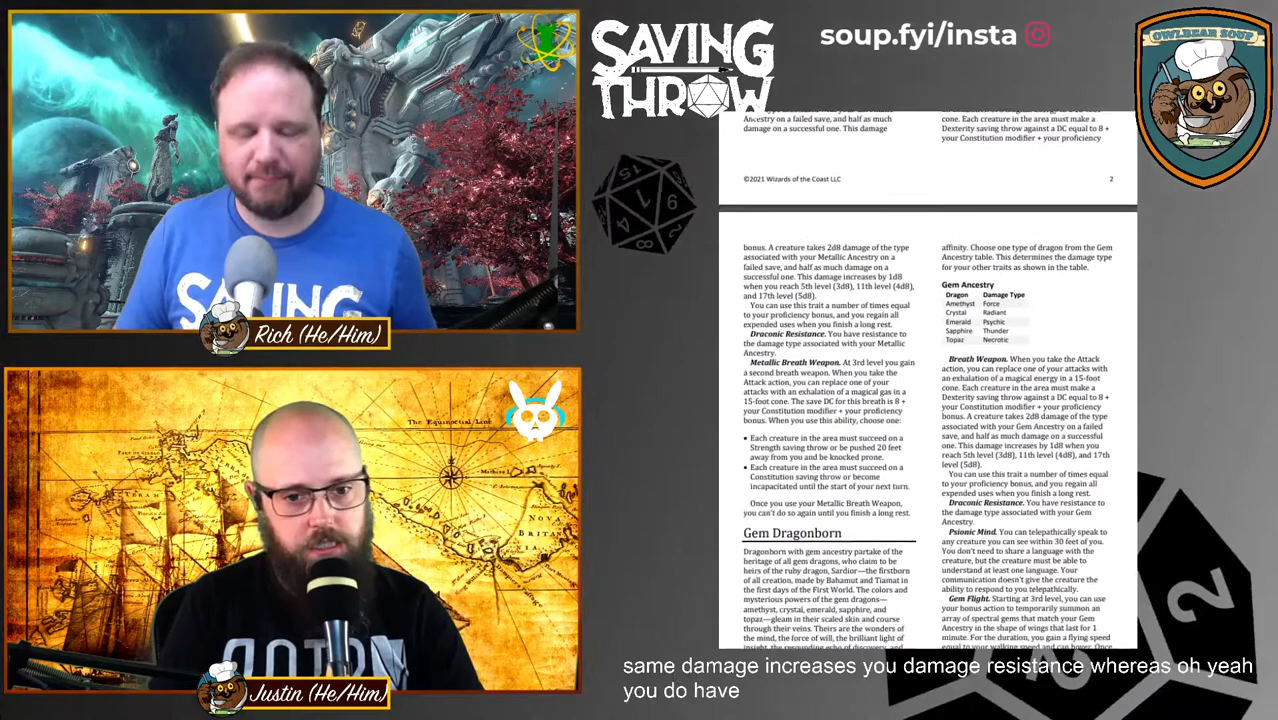 SAVING
THROW
soup.fyi/insta
OWLBEAR SOUP
Rich (He/Him)
The Equinoctial Line
Justin (He/Him)
Ancestry on a failed save, and half as much
damage on a successful one. This damage
cone. Each creature in the area must make a
Dexterity saving throw against a DC equal to 8 +
your Constitution modifier + your proficiency
©2021 Wizards of the Coast LLC
2
bonus. A creature takes 2d8 damage of the type
associated with your Metallic Ancestry on a
failed save, and half as much damage on a
successful one. This damage increases by 1d8
when you reach 5th level (3d8), 11th level (4d8),
and 17th level (5d8).
You can use this trait a number of times equal
to your proficiency bonus, and you regain all
expended uses when you finish a long rest.
Draconic Resistance. You have resistance to
the damage type associated with your Metallic
Ancestry.
Metallic Breath Weapon. At 3rd level you gain
a second breath weapon. When you take the
Attack action, you can replace one of your
attacks with an exhalation of a magical gas in a
15-foot cone. The save DC for this breath is 8 +
your Constitution modifier + your proficiency
bonus. When you use this ability, choose one:
• Each creature in the area must succeed on a
Strength saving throw or be pushed 20 feet
away from you and be knocked prone.
• Each creature in the area must succeed on a
Constitution saving throw or become
incapacitated until the start of your next turn.
Once you use your Metallic Breath Weapon,
you can't do so again until you finish a long rest.
Gem Dragonborn
Dragonborn with gem ancestry partake of the
heritage of all gem dragons, who claim to be
heirs of the ruby dragon, Sardior—the firstborn
of all creation, made by Bahamut and Tiamat in
the first days of the First World. The colors and
mysterious powers of the gem dragons—
amethyst, crystal, emerald, sapphire, and
topaz—gleam in their scaled skin and course
through their veins. Theirs are the wonders of
the mind, the force of will, the brilliant light of
insight, the resounding echo of discovery, and
affinity. Choose one type of dragon from the Gem
Ancestry table. This determines the damage type
for your other traits as shown in the table.
Gem Ancestry
Dragon Damage Type
Amethyst Force
Crystal Radiant
Emerald Psychic
Sapphire Thunder
Topaz Necrotic
Breath Weapon. When you take the Attack
action, you can replace one of your attacks with
an exhalation of a magical energy in a 15-foot
cone. Each creature in the area must make a
Dexterity saving throw against a DC equal to 8 +
your Constitution modifier + your proficiency
bonus. A creature takes 2d8 damage of the type
associated with your Gem Ancestry on a failed
save, and half as much damage on a successful
one. This damage increases by 1d8 when you
reach 5th level (3d8), 11th level (4d8), and 17th
level (5d8).
You can use this trait a number of times equal
to your proficiency bonus, and you regain all
expended uses when you finish a long rest.
Draconic Resistance. You have resistance to
the damage type associated with your Gem
Ancestry.
Psionic Mind. You can telepathically speak to
any creature you can see within 30 feet of you.
You don't need to share a language with the
creature, but the creature must be able to
understand at least one language. Your
communication doesn't give the creature the
ability to respond to you telepathically.
Gem Flight. Starting at 3rd level, you can use
your bonus action to temporarily summon an
array of spectral gems that match your Gem
Ancestry in the shape of wings that last for 1
minute. For the duration, you gain a flying speed
equal to your walking speed and can hover. Once
same damage increases you damage resistance whereas oh yeah
you do have